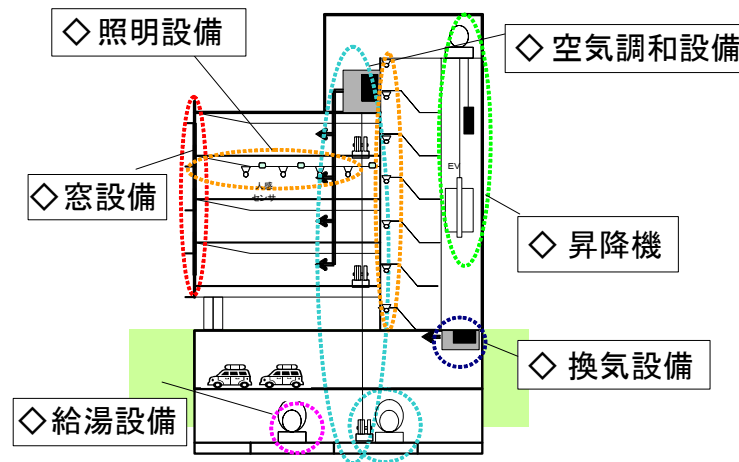 ◇ 照明設備
◇ 空気調和設備
EV
人感
センサ
◇ 窓設備
◇ 昇降機
◇ 換気設備
◇ 給湯設備